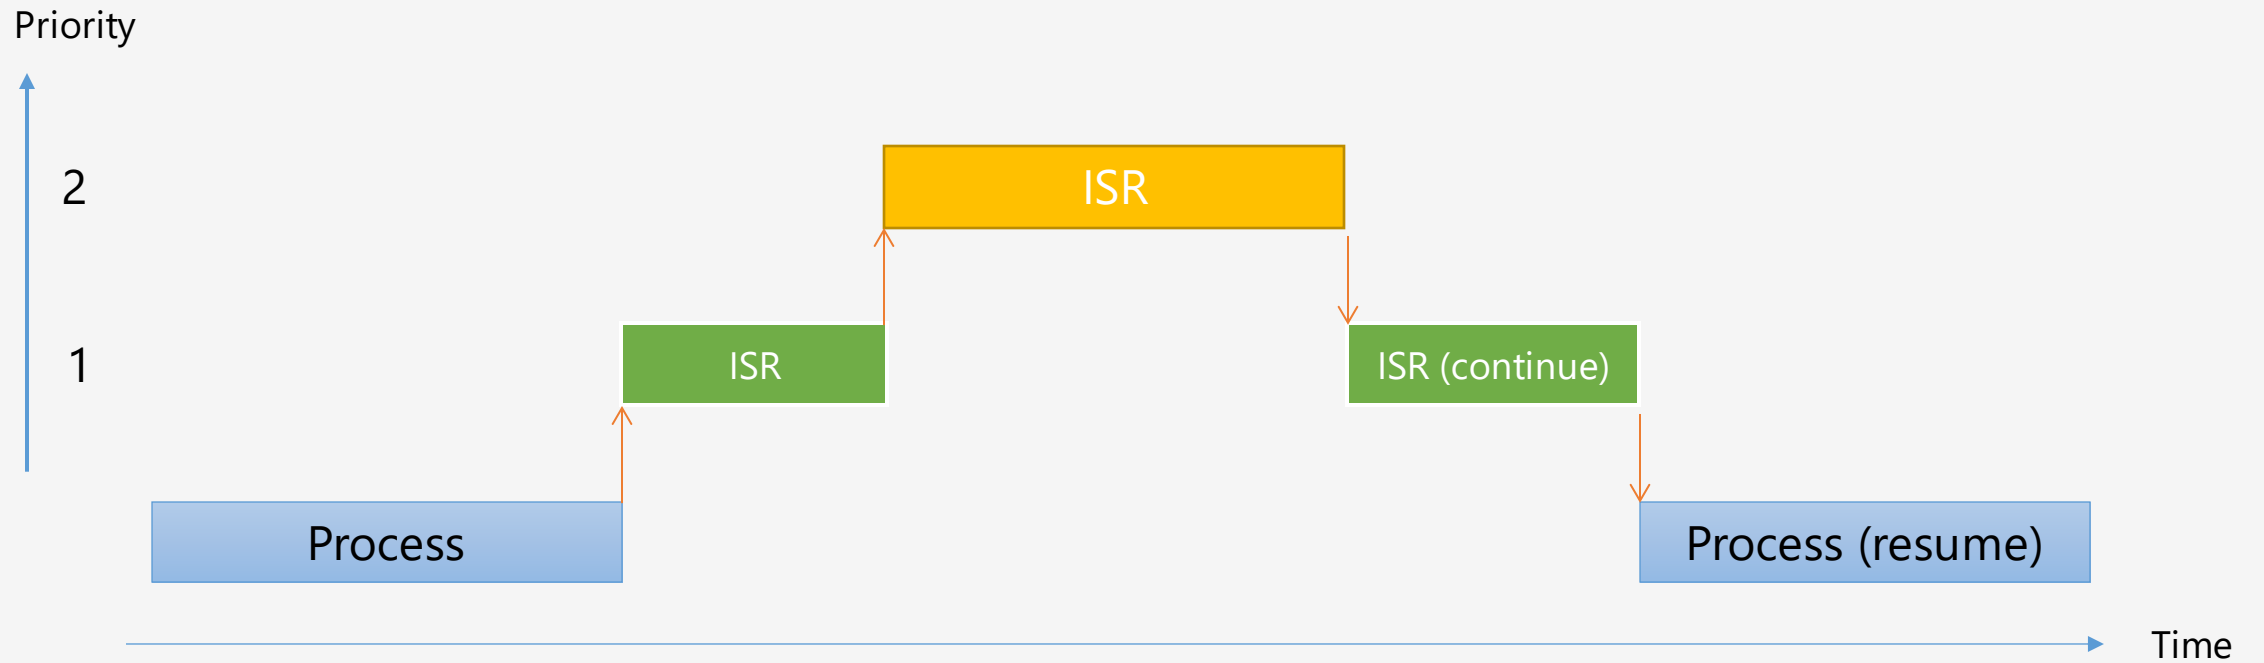 Priority
2
ISR
1
ISR
ISR (continue)
Process
Process (resume)
Time